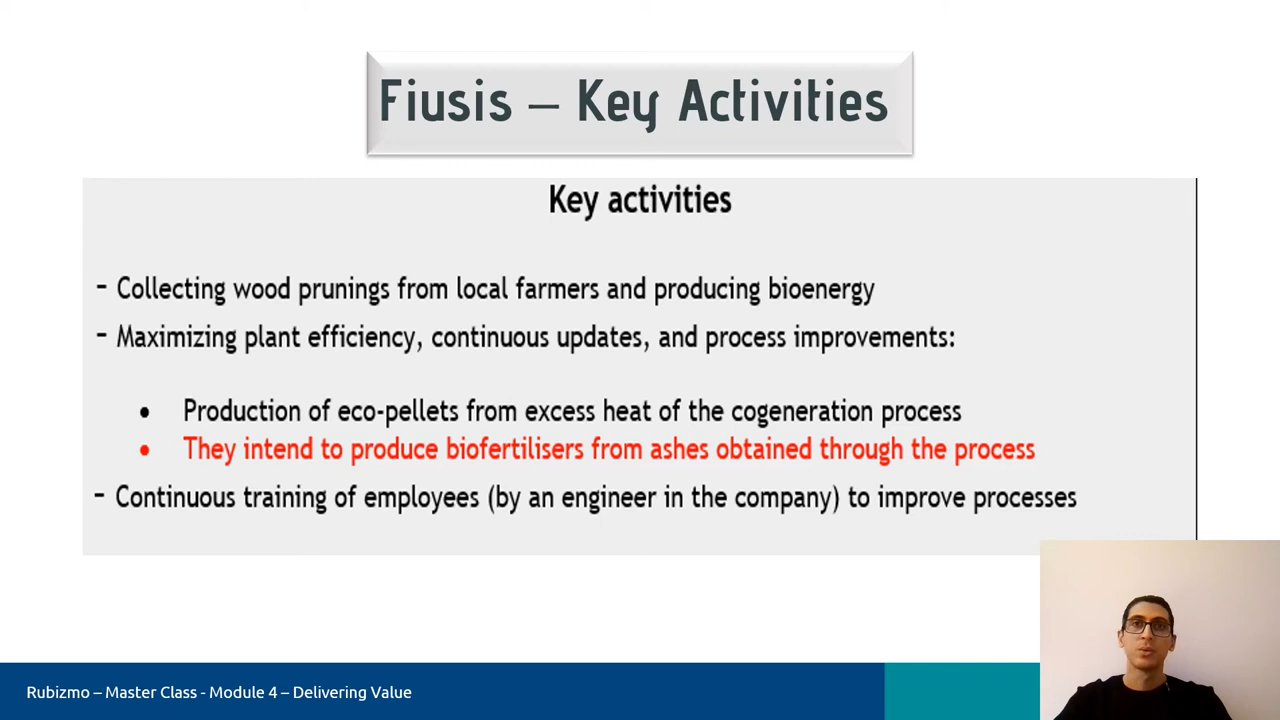 Fiusis – Key Activities
Key activities
- Collecting wood prunings from local farmers and producing bioenergy
- Maximizing plant efficiency, continuous updates, and process improvements:
• Production of eco-pellets from excess heat of the cogeneration process
• They intend to produce biofertilisers from ashes obtained through the process
- Continuous training of employees (by an engineer in the company) to improve processes
Rubizmo – Master Class - Module 4 – Delivering Value